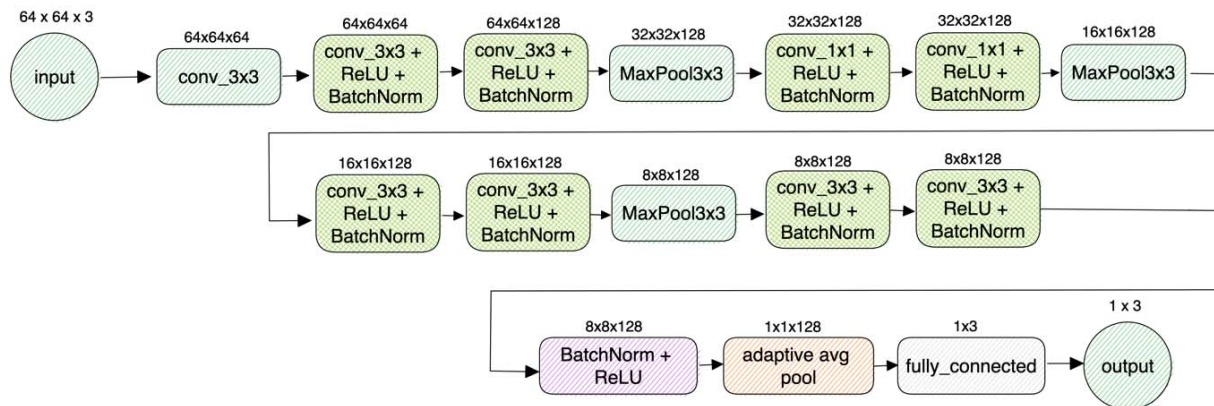 64 x 64 x 3
input
64x64x64
conv_3x3
64x64x64
conv_3x3 +
ReLU +
BatchNorm
64x64x128
conv_3x3 +
ReLU +
BatchNorm
32x32x128
MaxPool3x3
32x32x128
conv_1x1 +
ReLU +
BatchNorm
32x32x128
conv_1x1 +
ReLU +
BatchNorm
16x16x128
MaxPool3x3
16x16x128
conv_3x3 +
ReLU +
BatchNorm
16x16x128
conv_3x3 +
ReLU +
BatchNorm
8x8x128
MaxPool3x3
8x8x128
conv_3x3 +
ReLU +
BatchNorm
8x8x128
conv_3x3 +
ReLU +
BatchNorm
8x8x128
BatchNorm +
ReLU
1x1x128
adaptive avg
pool
1x3
fully_connected
1 x 3
output